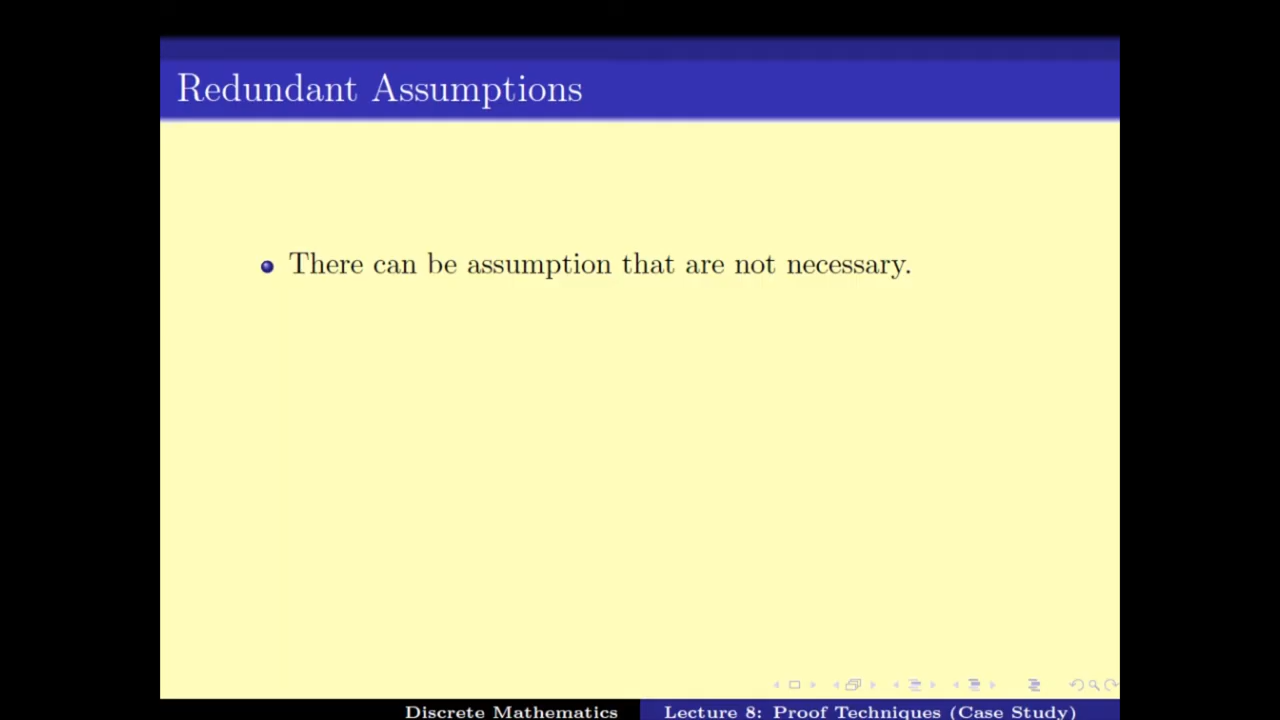 Redundant Assumptions
There can be assumption that are not necessary.
Discrete Mathematics
Lecture 8: Proof Techniques (Case Study)